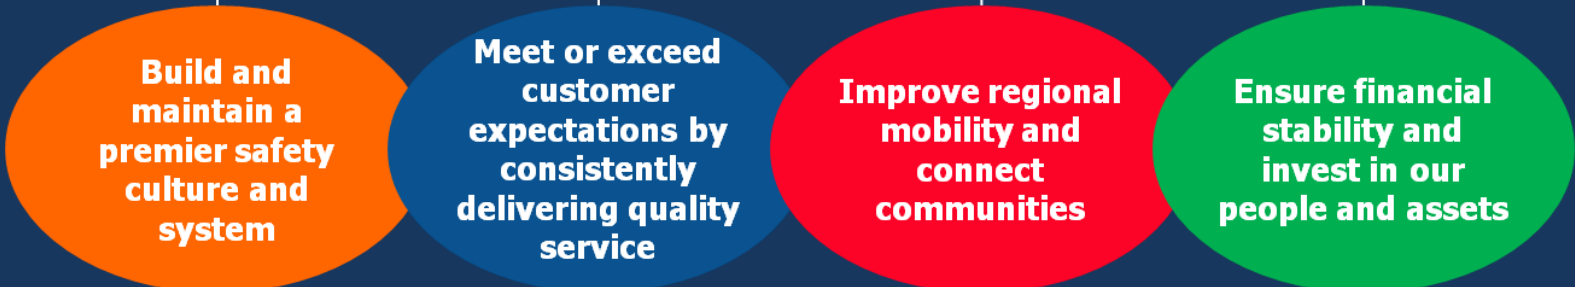 Build and
maintain a
premier safety
culture and
system
Meet or exceed
customer
expectations by
consistently
delivering quality
service
Improve regional
mobility and
connect
communities
Ensure financial
stability and
invest in our
people and assets